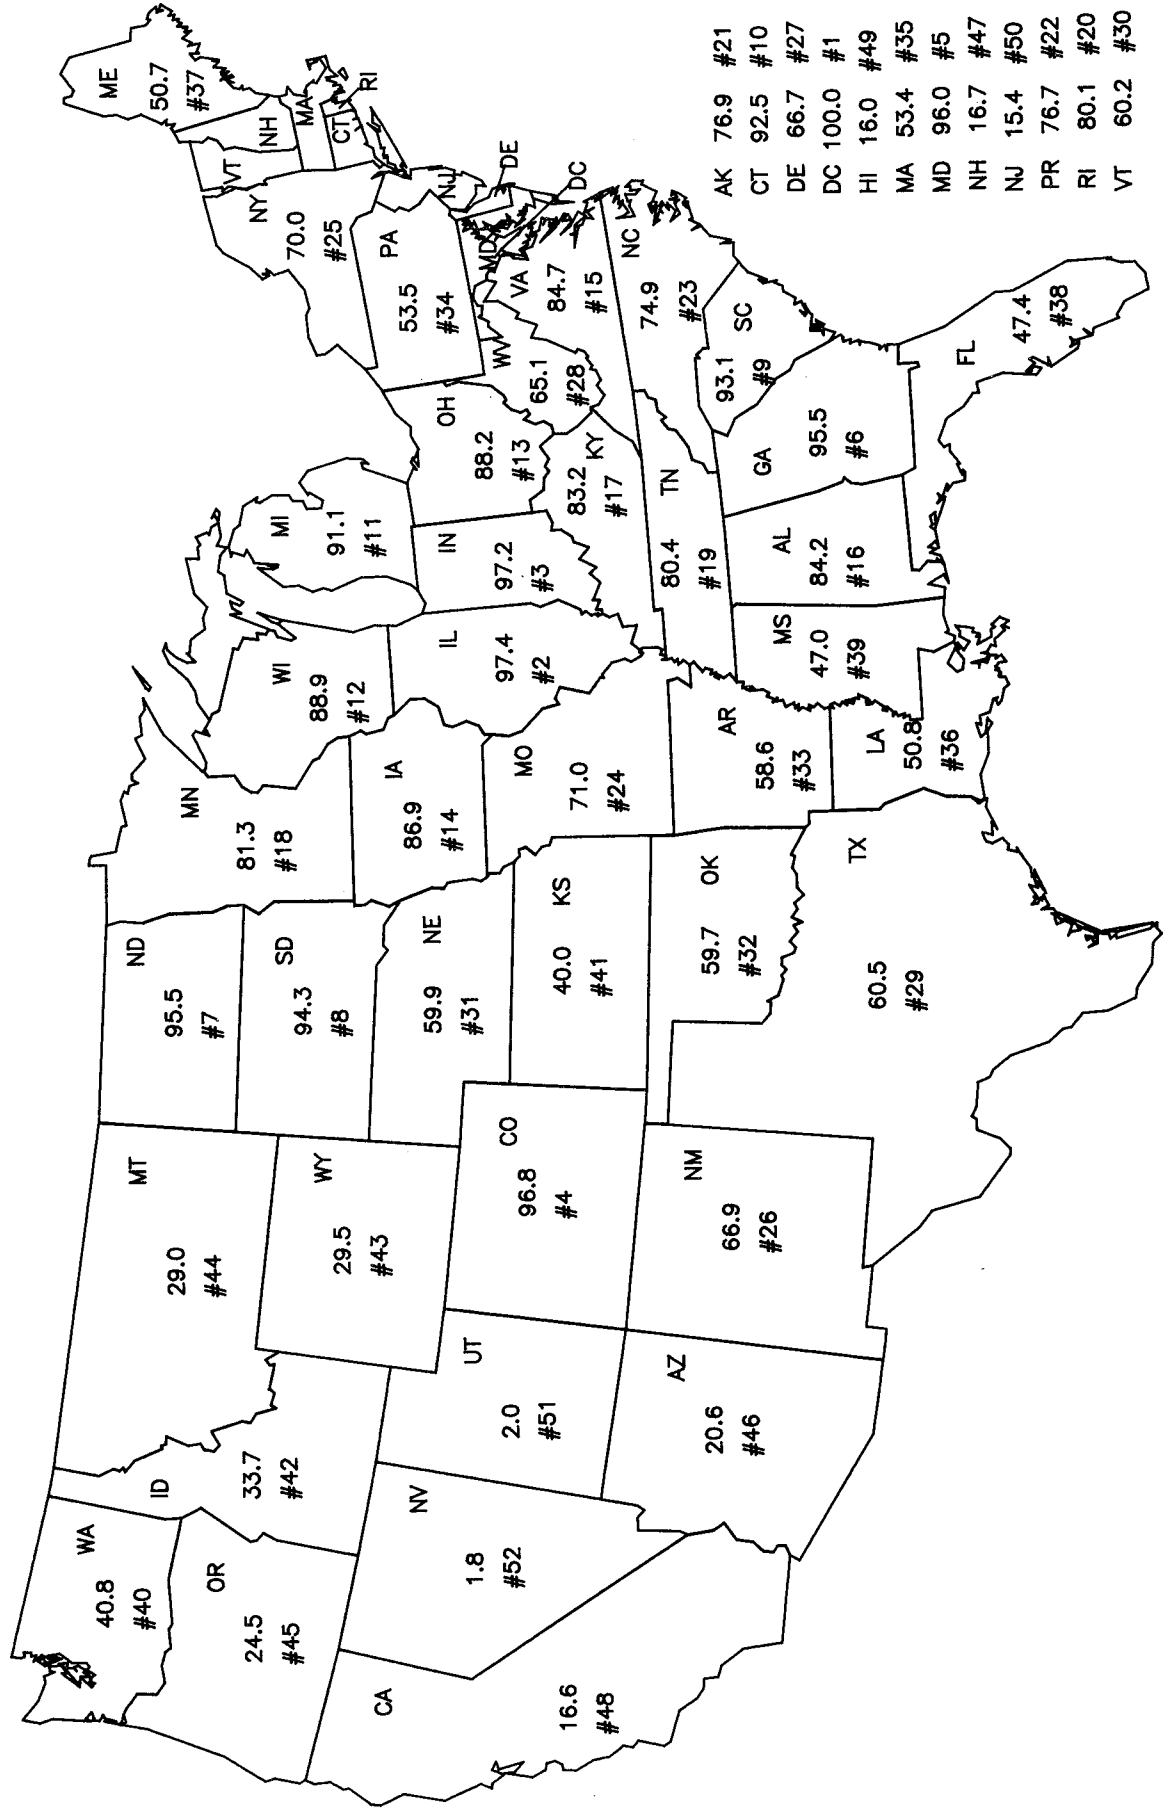 WA
40.8
#40
OR
24.5
#45
CA
16.6
#48
NV
1.8
#52
ID
33.7
#42
MT
29.0
#44
WY
29.5
#43
UT
2.0
#51
AZ
20.6
#46
CO
96.8
#4
NM
66.9
#26
ND
95.5
#7
SD
94.3
#8
NE
59.9
#31
KS
40.0
#41
OK
59.7
#32
TX
60.5
#29
MN
81.3
#18
IA
86.9
#14
MO
71.0
#24
AR
58.6
#33
LA
50.8
#36
WI
88.9
#12
IL
97.4
#2
MS
47.0
#39
MI
91.1
#11
IN
97.2
#3
KY
83.2
#17
TN
80.4
#19
AL
84.2
#16
OH
88.2
#13
GA
95.5
#6
FL
47.4
#38
SC
93.1
#9
NC
74.9
#23
WV
65.1
#28
VA
84.7
#15
PA
53.5
#34
NY
70.0
#25
VT
NH
ME
50.7
#37
MA
CT
RI
NJ
DE
MD
DC
AK 76.9 #21
CT 92.5 #10
DE 66.7 #27
DC 100.0 #1
HI 16.0 #49
MA 53.4 #35
MD 96.0 #5
NH 16.7 #47
NJ 15.4 #50
PR 76.7 #22
RI 80.1 #20
VT 60.2 #30